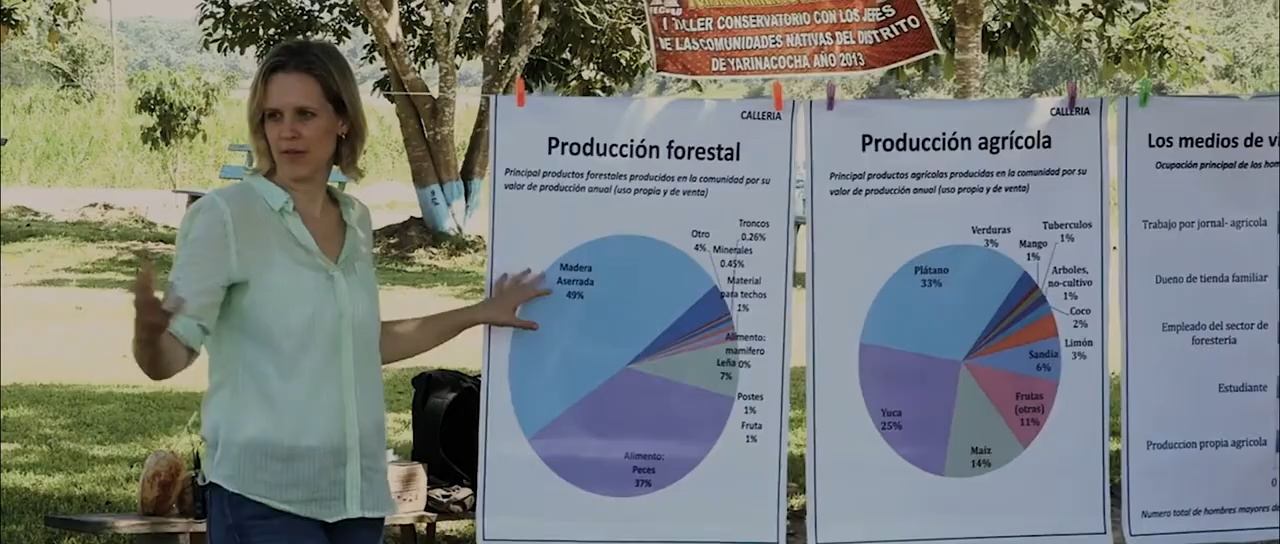 I TALLER CONSERVATORIO CON LOS JEFES
DE LAS COMUNIDADES NATIVAS DEL DISTRITO
DE YARINACOCHA AÑO 2013
CALLERIA
Producción forestal
Principal productos forestales producidos en la comunidad por su
valor de producción anual (uso propia y de venta)
Troncos
0.26%
Otro
4%
Minerales
0.45%
Madera
Aserrada
49%
Material
para techos
1%
Alimento:
mamifero
0%
Leña
7%
Postes
1%
Fruta
1%
Alimento:
Peces
37%
CALLERIA
Producción agrícola
Principal productos agrícolas producidas en la comunidad por su
valor de producción anual (uso propia y de venta)
Verduras
3%
Tuberculos
1%
Mango
1%
Plátano
33%
Arboles,
no-cultivo
1%
Coco
2%
Limón
3%
Sandia
6%
Frutas
(otras)
11%
Yuca
25%
Maiz
14%
Los medios de
Ocupación principal de los
Trabajo por jornal- agrícola
Dueno de tienda familiar
Empleado del sector de
forestería
Estudiante
Produccion propia agrícola
0
Numero total de hombres mayores